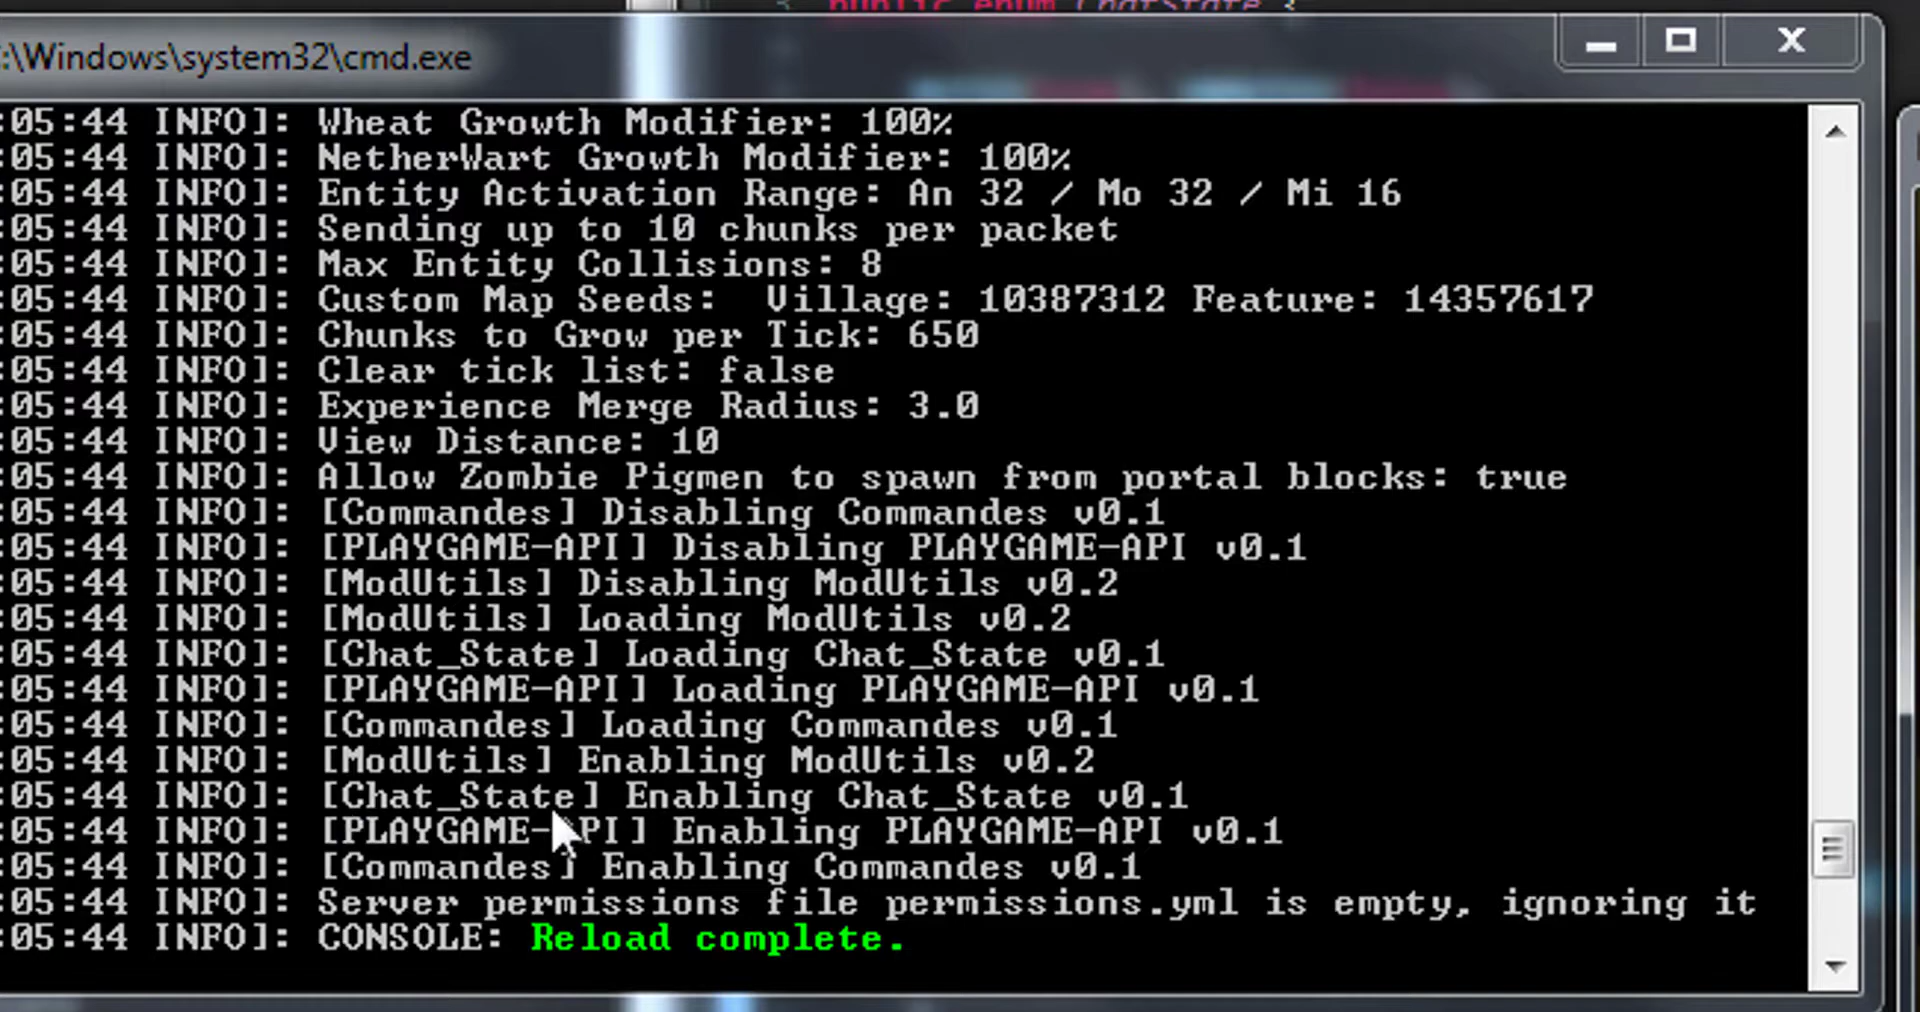 public enum ChatState {
:\Windows\system32\cmd.exe
:05:44 INFO]: Wheat Growth Modifier: 100%
:05:44 INFO]: NetherWart Growth Modifier: 100%
:05:44 INFO]: Entity Activation Range: An 32 / Mo 32 / Mi 16
:05:44 INFO]: Sending up to 10 chunks per packet
:05:44 INFO]: Max Entity Collisions: 8
:05:44 INFO]: Custom Map Seeds:  Village: 10387312 Feature: 14357617
:05:44 INFO]: Chunks to Grow per Tick: 650
:05:44 INFO]: Clear tick list: false
:05:44 INFO]: Experience Merge Radius: 3.0
:05:44 INFO]: View Distance: 10
:05:44 INFO]: Allow Zombie Pigmen to spawn from portal blocks: true
:05:44 INFO]: [Commandes] Disabling Commandes v0.1
:05:44 INFO]: [PLAYGAME-API] Disabling PLAYGAME-API v0.1
:05:44 INFO]: [ModUtils] Disabling ModUtils v0.2
:05:44 INFO]: [ModUtils] Loading ModUtils v0.2
:05:44 INFO]: [Chat_State] Loading Chat_State v0.1
:05:44 INFO]: [PLAYGAME-API] Loading PLAYGAME-API v0.1
:05:44 INFO]: [Commandes] Loading Commandes v0.1
:05:44 INFO]: [ModUtils] Enabling ModUtils v0.2
:05:44 INFO]: [Chat_State] Enabling Chat_State v0.1
:05:44 INFO]: [PLAYGAME-API] Enabling PLAYGAME-API v0.1
:05:44 INFO]: [Commandes] Enabling Commandes v0.1
:05:44 INFO]: Server permissions file permissions.yml is empty, ignoring it
:05:44 INFO]: CONSOLE: Reload complete.